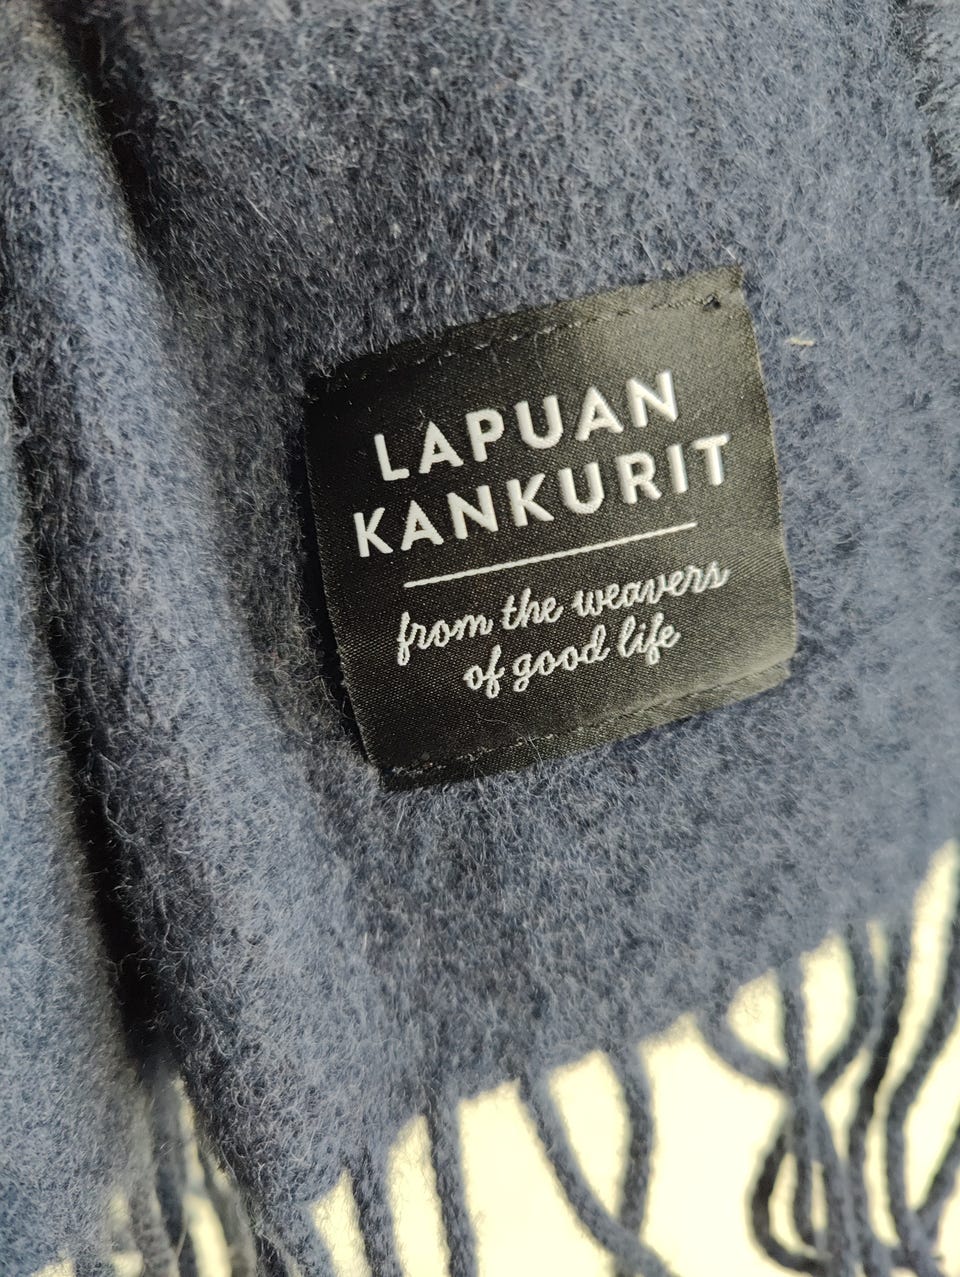 LAPUAN
KANKURIT
from the weavers
of good life